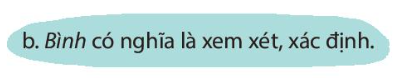 b. Bình có nghĩa là xem xét, xác định.